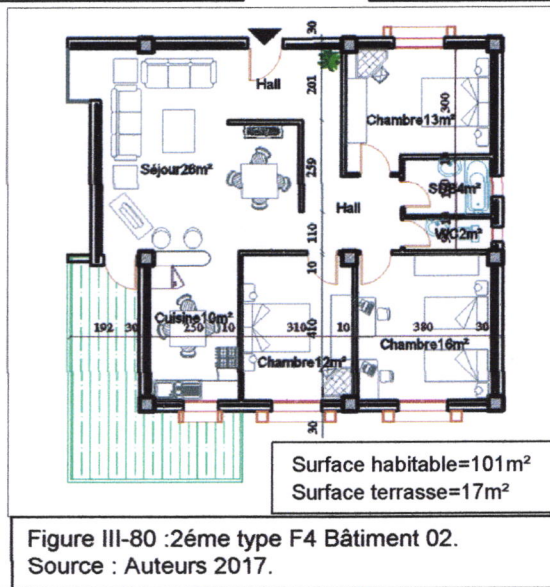 30
Hall
201
Chambre13m²
300
Séjour26m²
259
SDB4m²
Hall
WC2m²
110
10
Cuisine10m²
192 30 250 10 310 10 380 30
410
Chambre12m²
Chambre16m²
30
Surface habitable=101m²
Surface terrasse=17m²
Figure III-80 :2éme type F4 Bâtiment 02.
Source : Auteurs 2017.